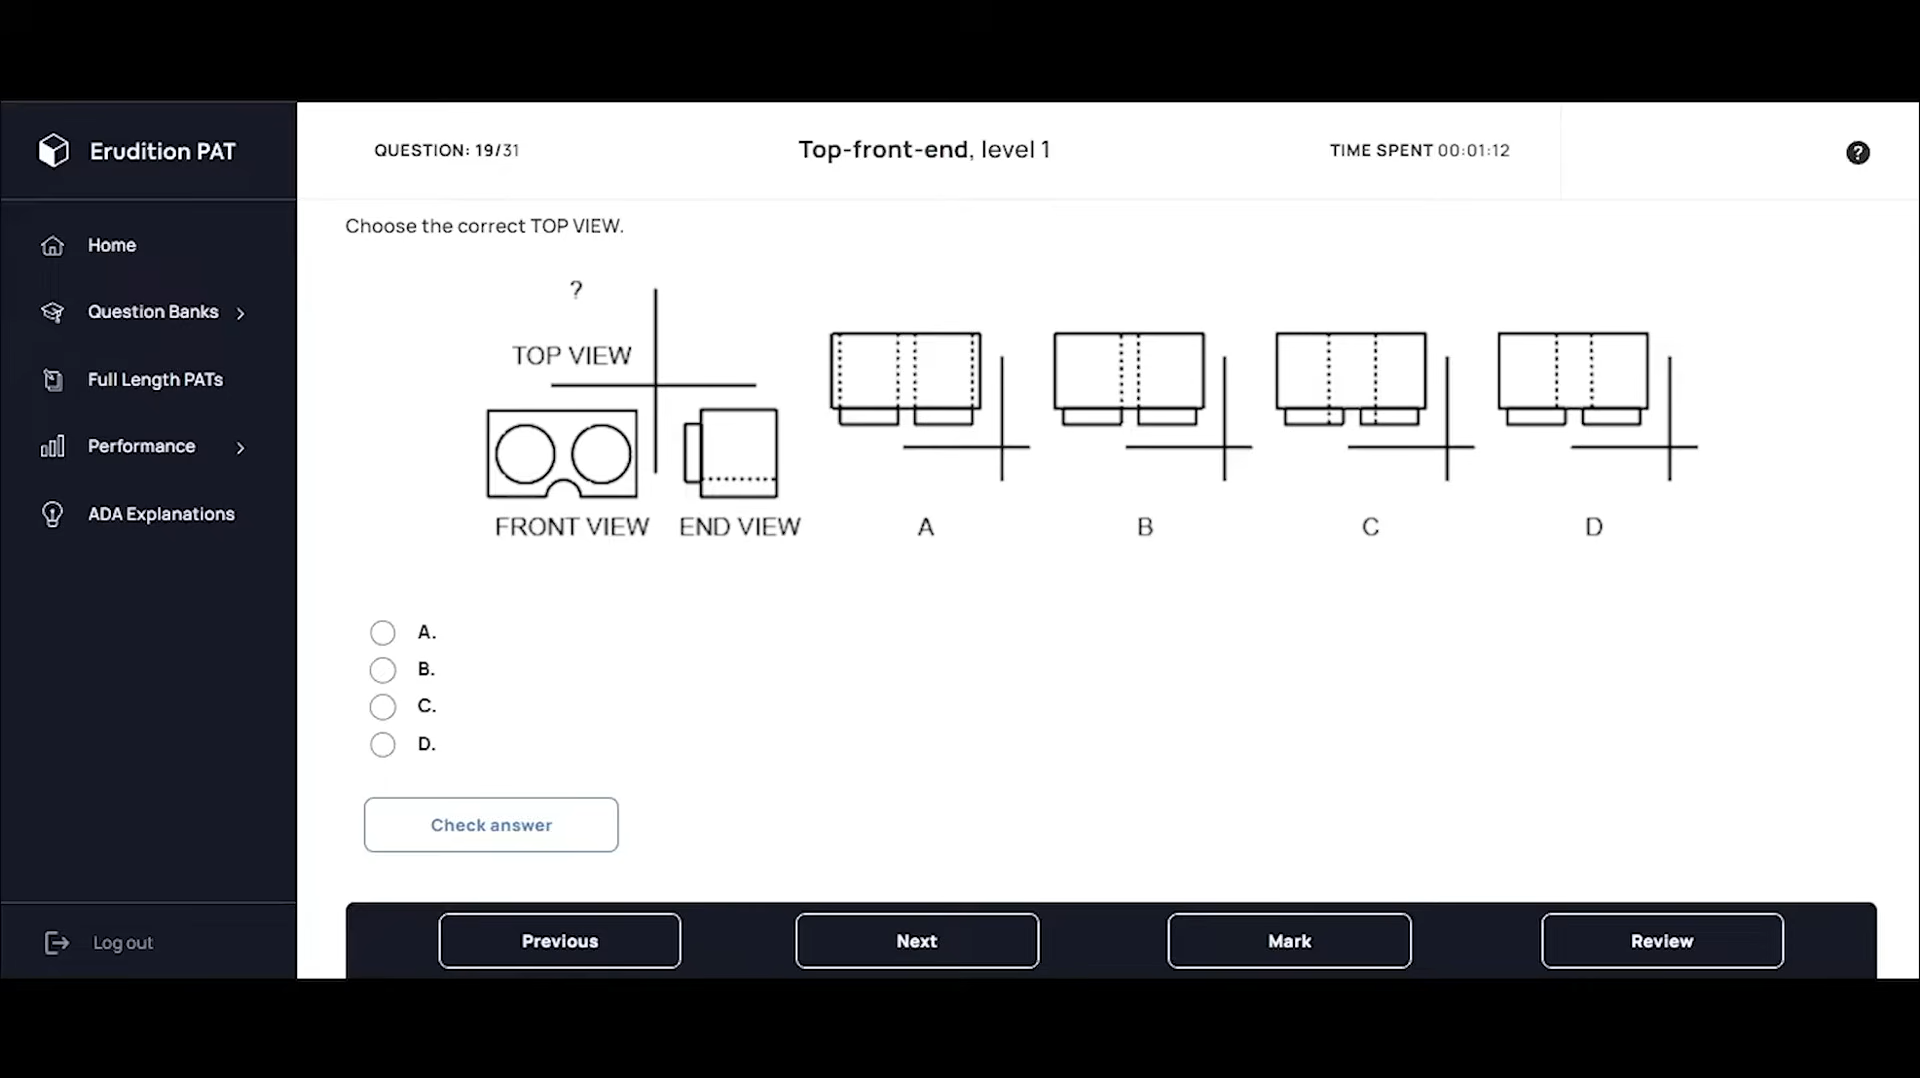 Erudition PAT
QUESTION: 19/31
Top-front-end, level 1
TIME SPENT 00:01:12
?
Home
Question Banks
Full Length PATs
Performance
ADA Explanations
Log out
Choose the correct TOP VIEW.
?
TOP VIEW
FRONT VIEW
END VIEW
A
B
C
D
A.
B.
C.
D.
Check answer
Previous
Next
Mark
Review